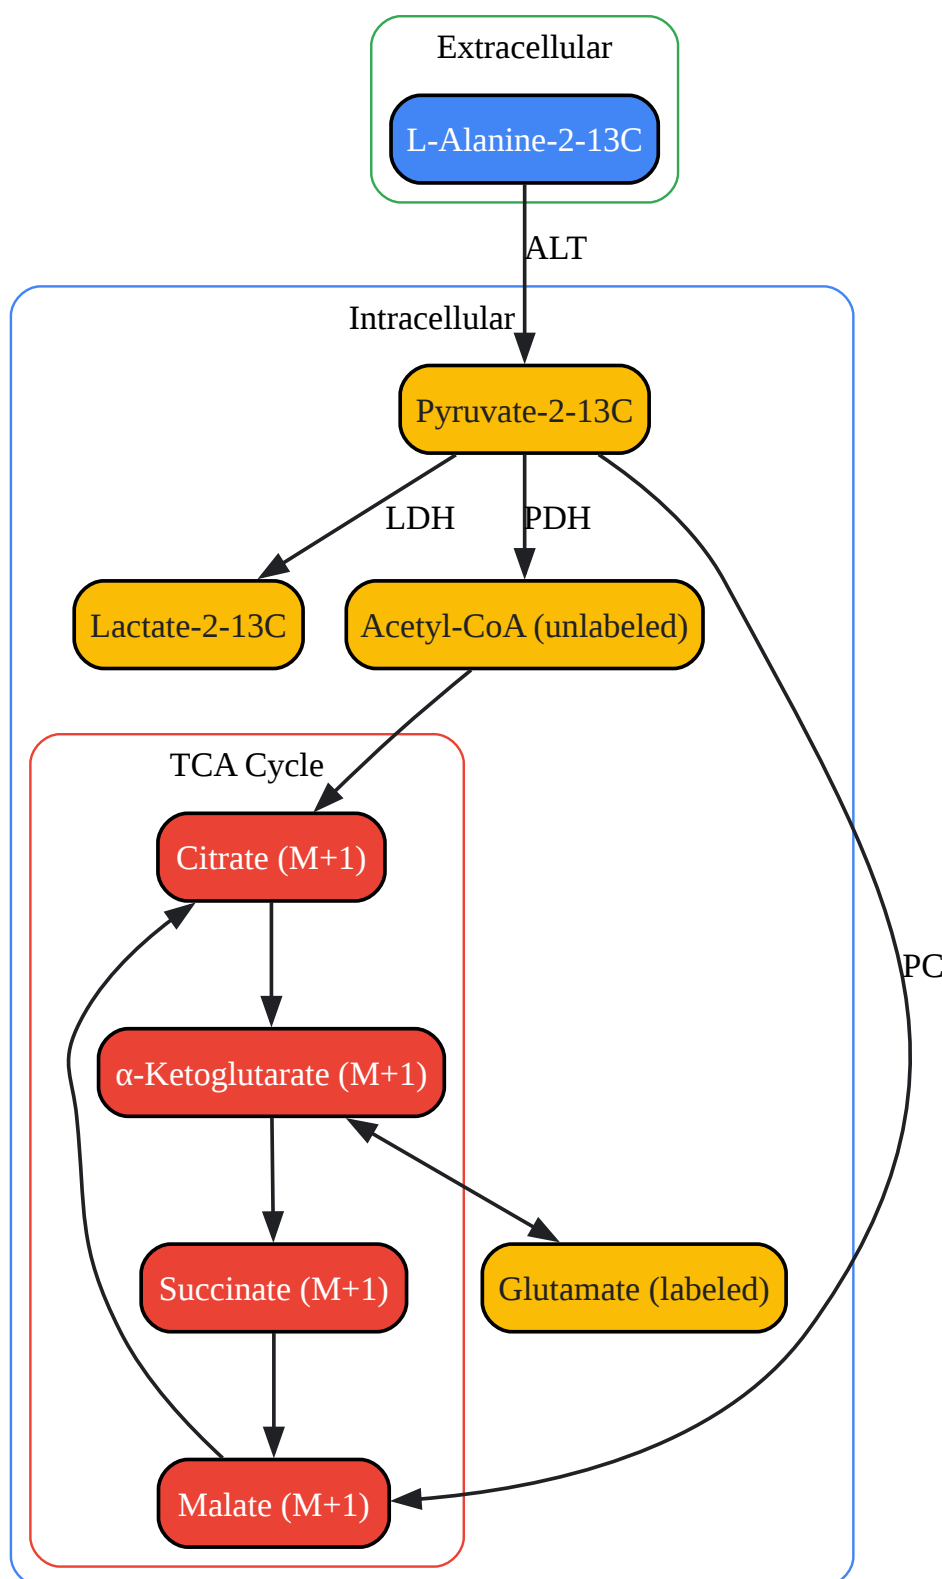 Extracellular
L-Alanine-2-13C
ALT
Intracellular
Pyruvate-2-13C
LDH
PDH
Lactate-2-13C
Acetyl-CoA (unlabeled)
TCA Cycle
Citrate (M+1)
PC
α-Ketoglutarate (M+1)
Succinate (M+1)
Glutamate (labeled)
Malate (M+1)